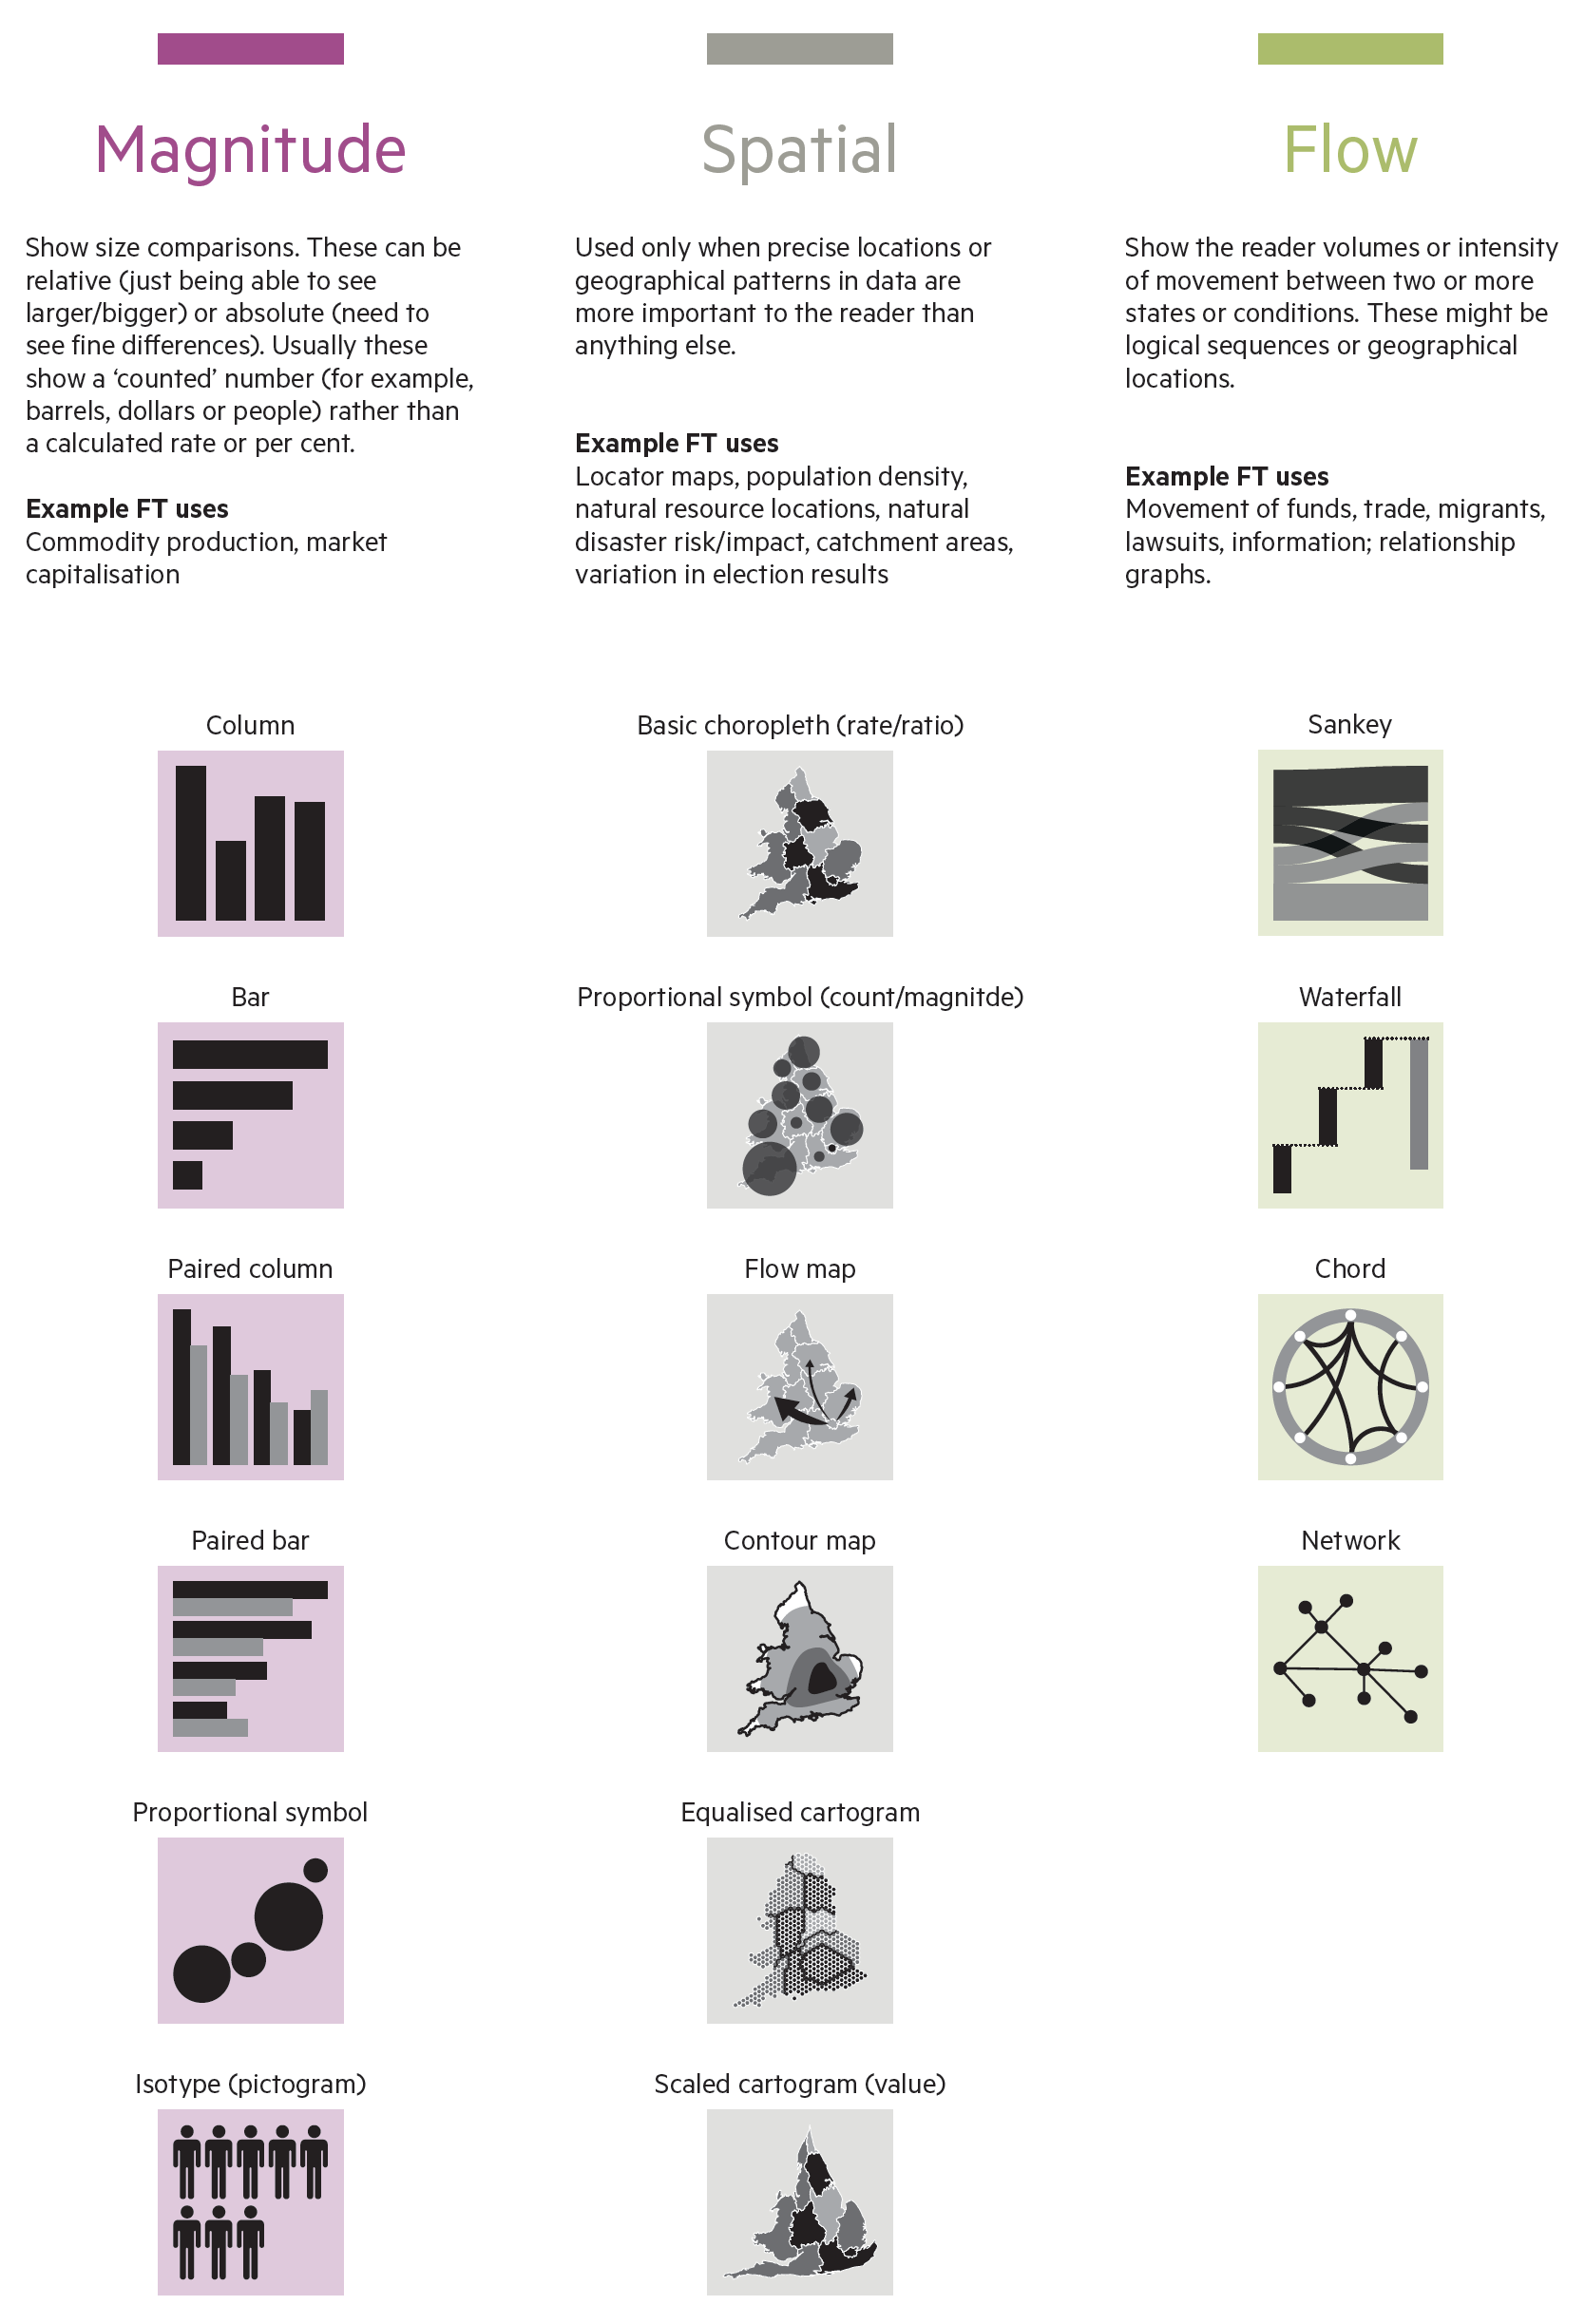 Magnitude
Show size comparisons. These can be
relative (just being able to see
larger/bigger) or absolute (need to
see fine differences). Usually these
show a ‘counted’ number (for example,
barrels, dollars or people) rather than
a calculated rate or per cent.
Example FT uses
Commodity production, market
capitalisation
Column
Bar
Paired column
Paired bar
Proportional symbol
Isotype (pictogram)
Spatial
Used only when precise locations or
geographical patterns in data are
more important to the reader than
anything else.
Example FT uses
Locator maps, population density,
natural resource locations, natural
disaster risk/impact, catchment areas,
variation in election results
Basic choropleth (rate/ratio)
Proportional symbol (count/magnitde)
Flow map
Contour map
Equalised cartogram
Scaled cartogram (value)
Flow
Show the reader volumes or intensity
of movement between two or more
states or conditions. These might be
logical sequences or geographical
locations.
Example FT uses
Movement of funds, trade, migrants,
lawsuits, information; relationship
graphs.
Sankey
Waterfall
Chord
Network